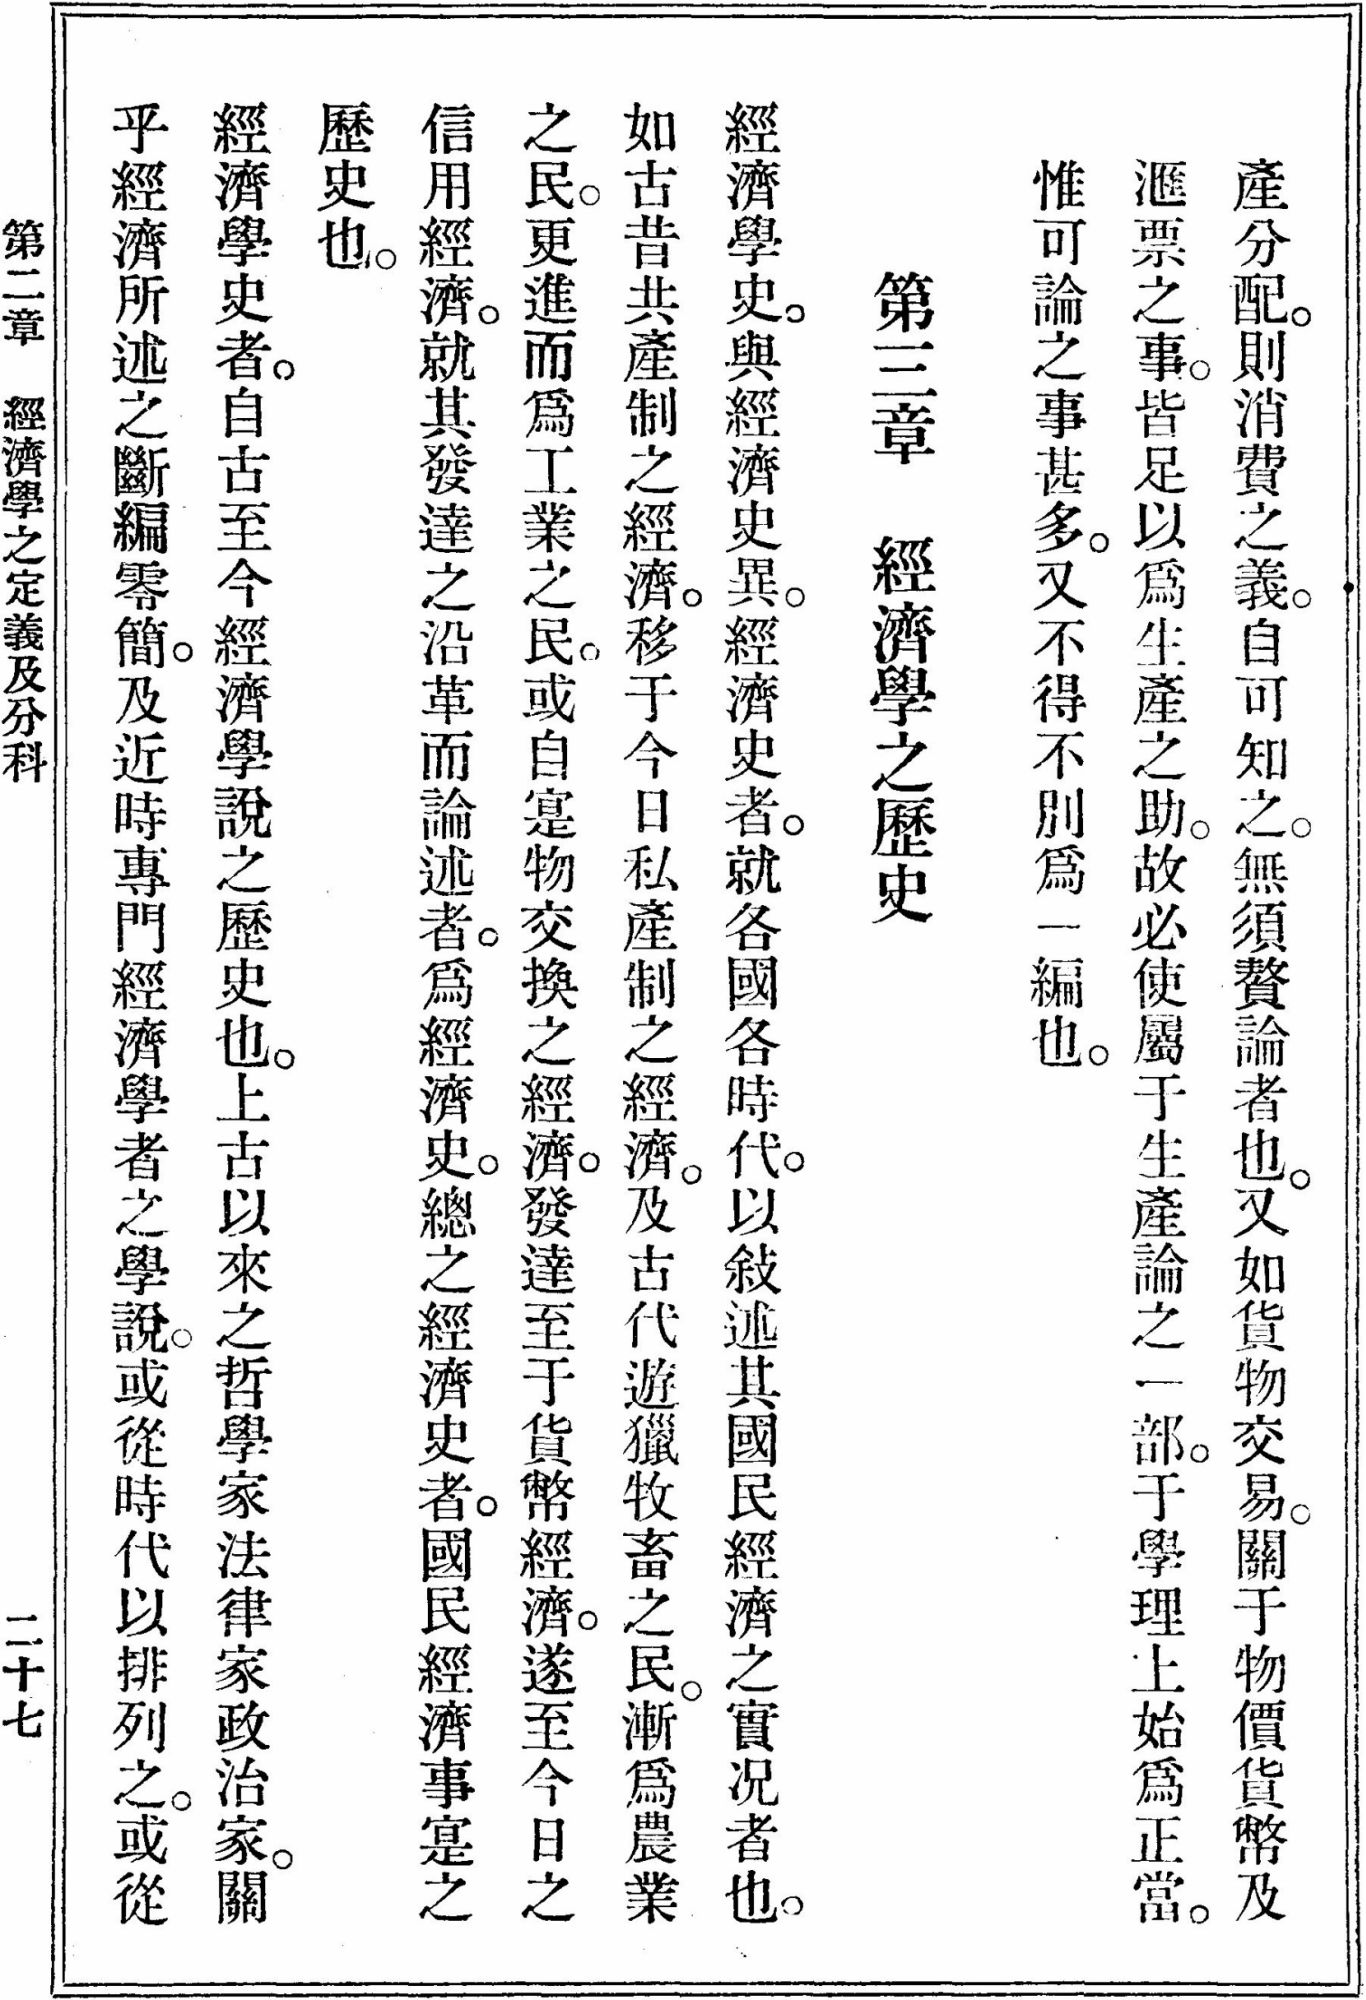 產分配。則消費之義。自可知之。無須贅論者也。又如貨物交易。關于物價貨幣及
滙票之事。皆足以爲生產之助。故必使屬于生產論之一部。于學理上始爲正當。
惟可論之事甚多。又不得不別爲一編也。
第三章　經濟學之歷史
經濟學史。與經濟史異。經濟史者。就各國各時代。以敍述其國民經濟之實况者也。
如古昔共產制之經濟。移于今日私產制之經濟。及古代遊獵牧畜之民。漸爲農業
之民。更進而爲工業之民。或自寔物交換之經濟。發達至于貨幣經濟。遂至今日之
信用經濟。就其發達之沿革而論述者。爲經濟史。總之經濟史者。國民經濟事寔之
歷史也。
經濟學史者。自古至今經濟學說之歷史也。上古以來之哲學家法律家政治家。關
乎經濟所述之斷編零簡。及近時專門經濟學者之學說。或從時代以排列之。或從
第二章　經濟學之定義及分科　二十七